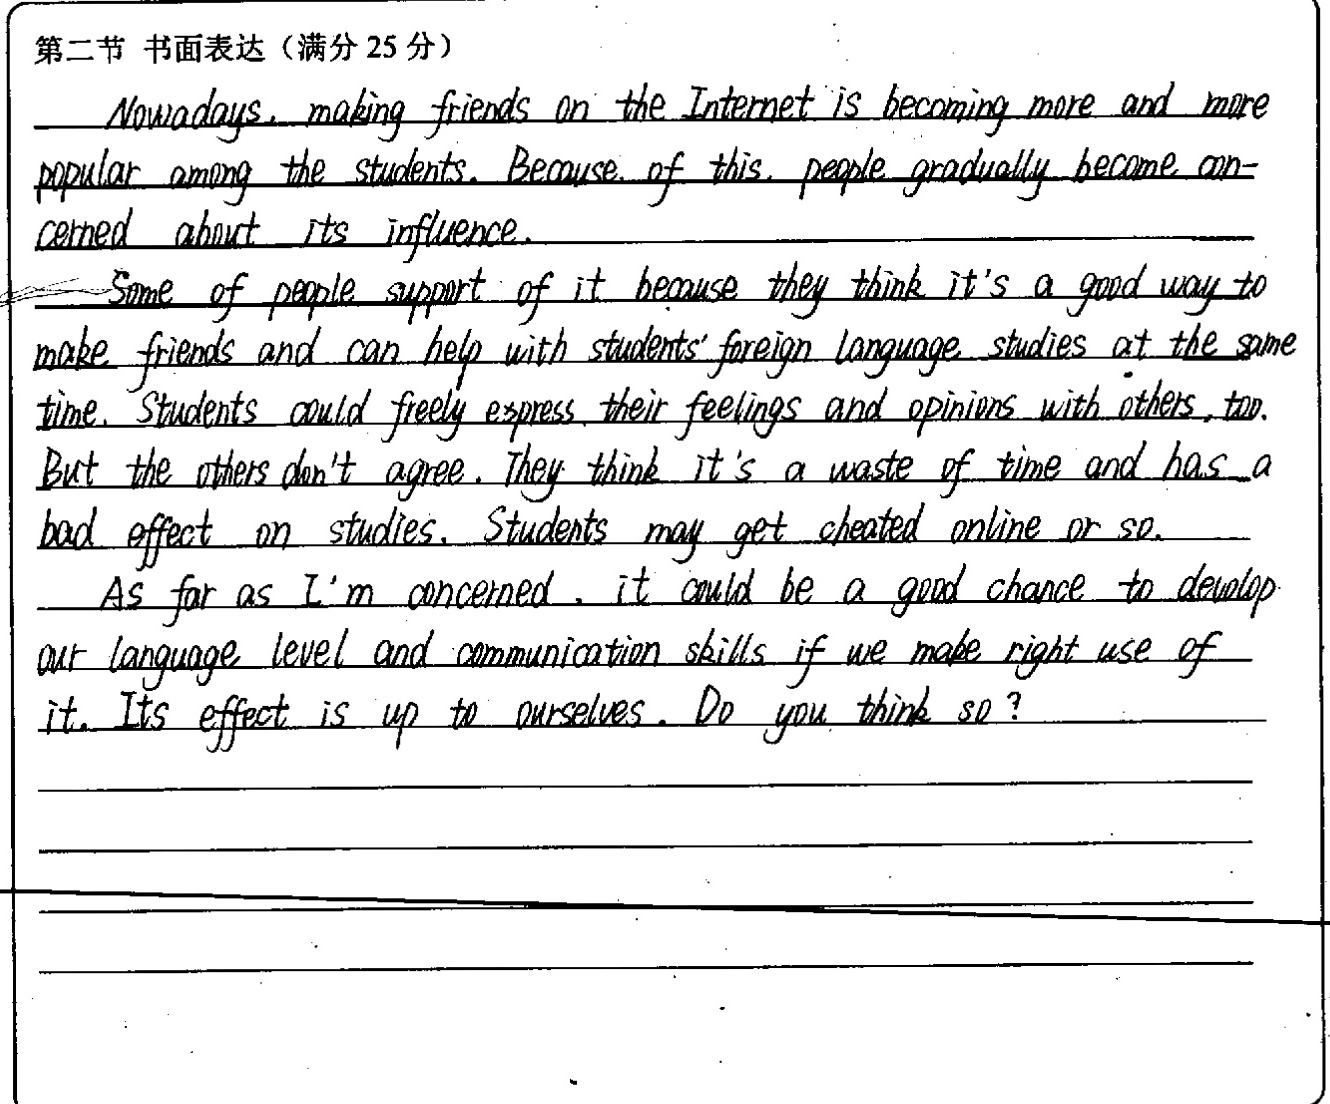 第二节 书面表达（满分 25 分）
Nowadays, making friends on the Internet is becoming more and more
popular among the students. Because of this, people gradually become con-
cerned about its influence.
Some of people support of it because they think it's a good way to
make friends and can help with students' foreign language studies at the same
time. Students could freely express their feelings and opinions with others, too.
But the others don't agree. They think it's a waste of time and has a
bad effect on studies. Students may get cheated online or so.
As far as I'm concerned, it could be a good chance to devolop
our language level and communication skills if we make right use of
it. Its effect is up to ourselves. Do you think so?